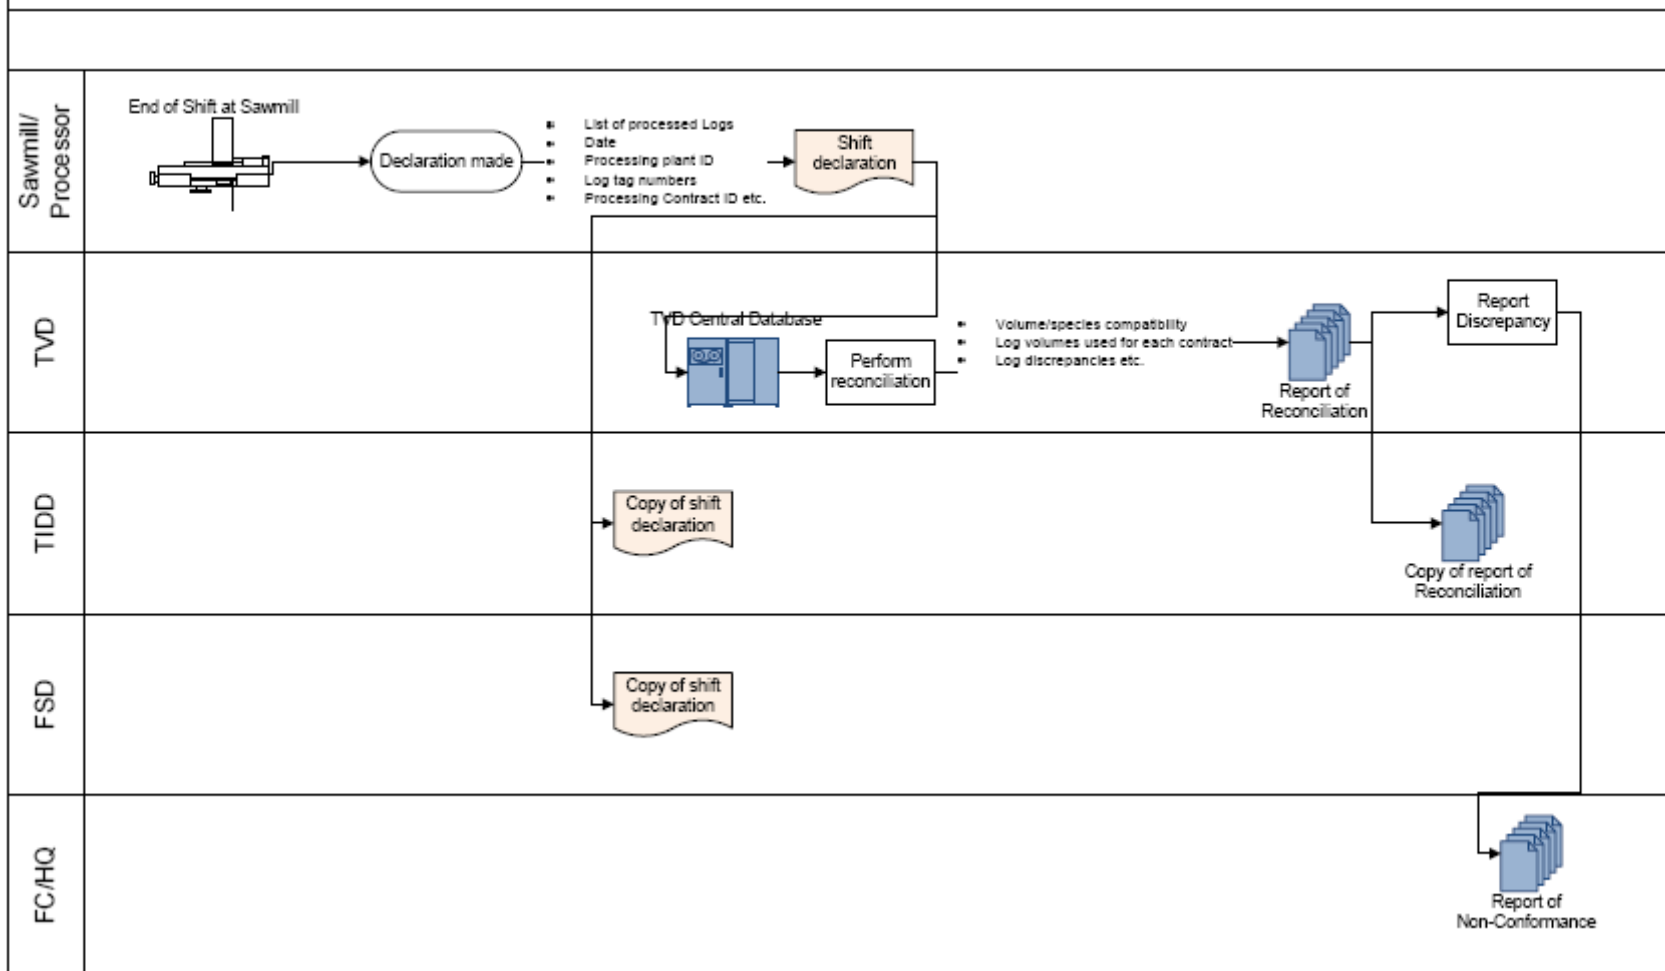 Sawmill/
Processor
End of Shift at Sawmill
Declaration made
List of processed Logs
Date
Processing plant ID
Log tag numbers
Processing Contract ID etc.
Shift
declaration
TVD
TVD Central Database
Perform
reconciliation
Volume/species compatibility
Log volumes used for each contract
Log discrepancies etc.
Report of
Reconciliation
Report
Discrepancy
TIDD
Copy of shift
declaration
Copy of report of
Reconciliation
FSD
Copy of shift
declaration
FC/HQ
Report of
Non-Conformance